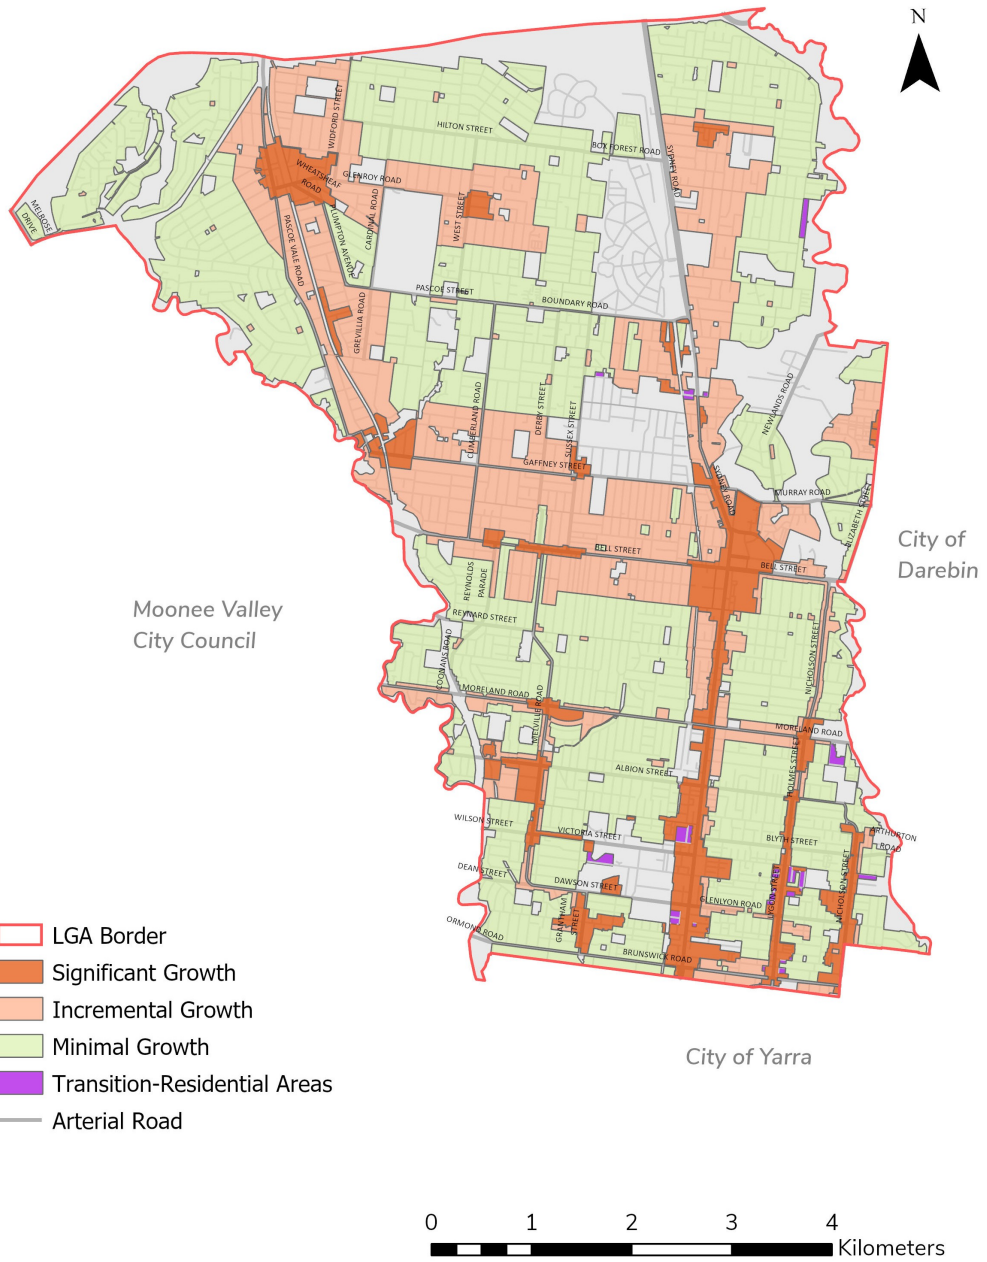 N
HILTON STREET
BOX FOREST ROAD
WIDFORD STREET
WHEATSHEAF
ROAD
GLENROY ROAD
SYDNEY ROAD
MELROSE
DRIVE
PASCOE VALE ROAD
PLUMPTON AVENUE
CARDINAL ROAD
WEST STREET
PASCOE STREET
BOUNDARY ROAD
GREVILLIA ROAD
CUMBERLAND ROAD
DERBY STREET
SUSSEX STREET
NEWLANDS ROAD
GAFFNEY STREET
SYDNEY ROAD
MURRAY ROAD
ELIZABETH STREET
BELL STREET
BELL STREET
City of
Darebin
REYNOLDS
PARADE
Moonee Valley
City Council
REYNARD STREET
COONANS ROAD
NICHOLSON STREET
MORELAND ROAD
MELVILLE ROAD
MORELAND ROAD
HOLMES STREET
ALBION STREET
WILSON STREET
VICTORIA STREET
BLYTH STREET
ARTHURTON
ROAD
DEAN STREET
DAWSON STREET
LYGON STREET
NICHOLSON STREET
GLENLYON ROAD
GRANTHAM
STREET
ORMOND ROAD
BRUNSWICK ROAD
LGA Border
Significant Growth
Incremental Growth
Minimal Growth
Transition-Residential Areas
Arterial Road
City of Yarra
0 1 2 3 4
Kilometers